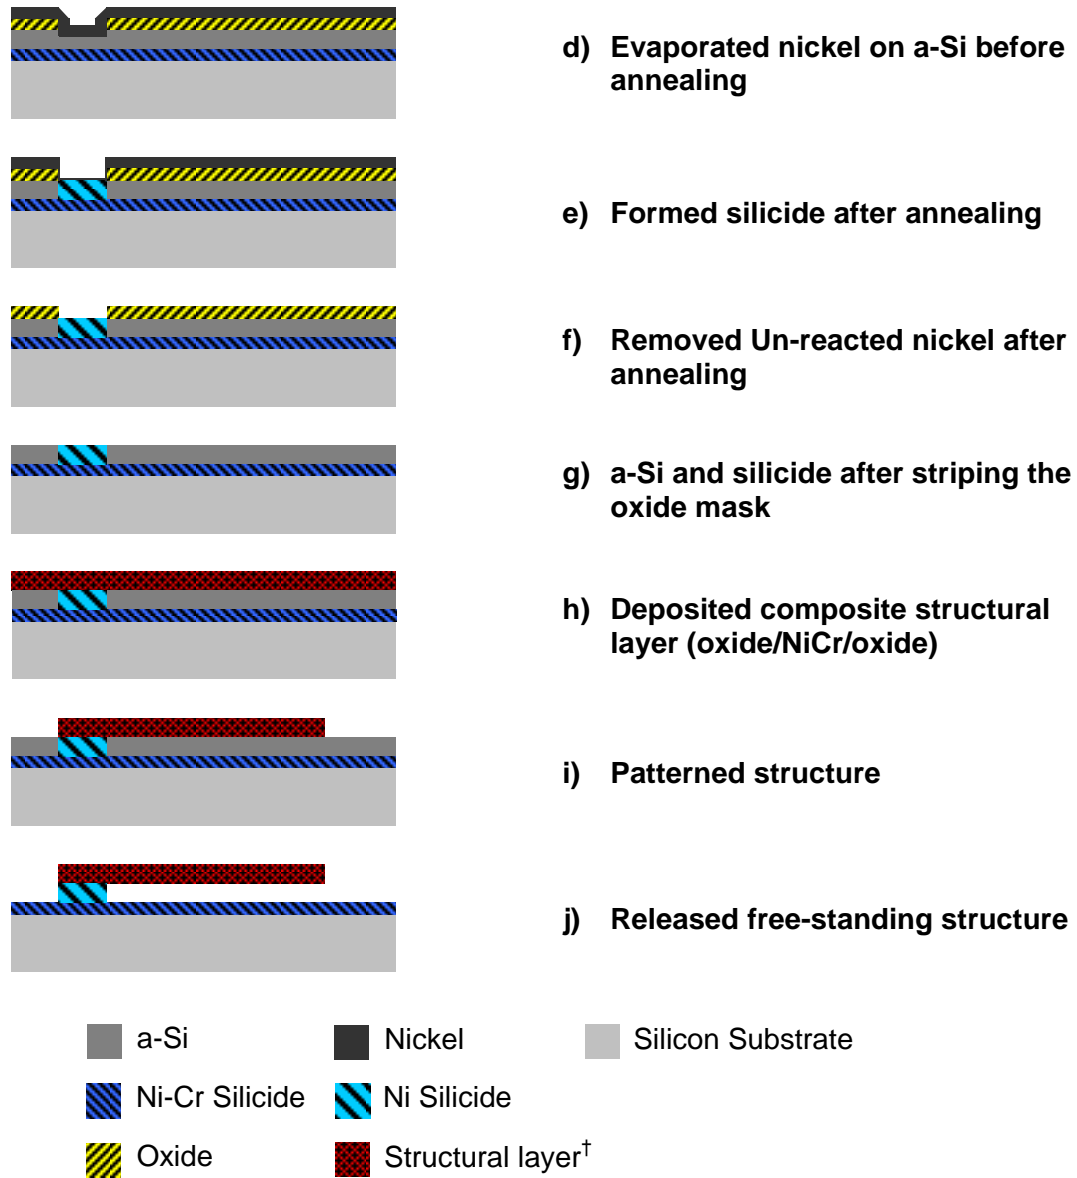 d) Evaporated nickel on a-Si before
annealing
e) Formed silicide after annealing
f) Removed Un-reacted nickel after
annealing
g) a-Si and silicide after striping the
oxide mask
h) Deposited composite structural
layer (oxide/NiCr/oxide)
i) Patterned structure
j) Released free-standing structure
a-Si Nickel Silicon Substrate
Ni-Cr Silicide Ni Silicide
Oxide Structural layer†